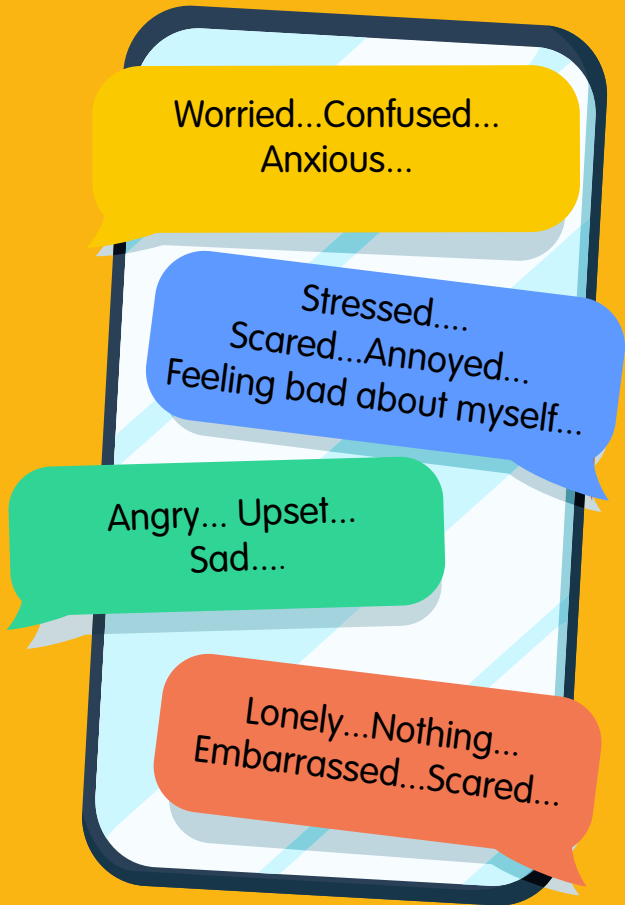 Worried...Confused...
Anxious...
Stressed....
Scared...Annoyed...
Feeling bad about myself...
Angry... Upset...
Sad....
Lonely...Nothing...
Embarrassed...Scared...